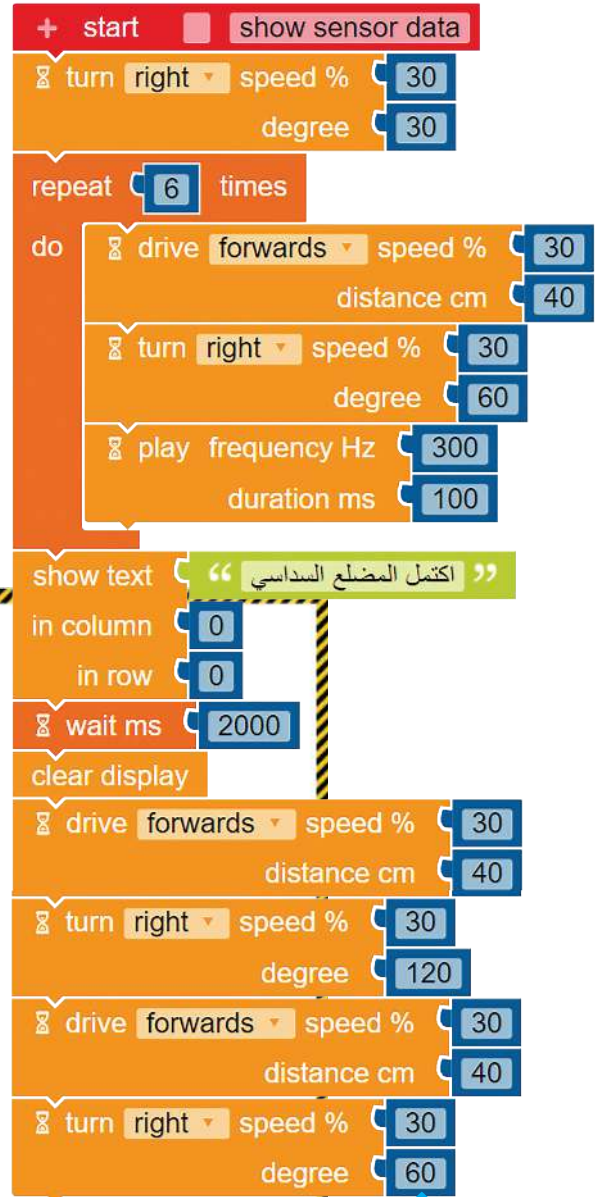 + start show sensor data
turn right speed % 30
degree 30
repeat 6 times
do drive forwards speed % 30
distance cm 40
turn right speed % 30
degree 60
play frequency Hz 300
duration ms 100
show text “ اكتمل المضلع السداسي ”
in column 0
in row 0
wait ms 2000
clear display
drive forwards speed % 30
distance cm 40
turn right speed % 30
degree 120
drive forwards speed % 30
distance cm 40
turn right speed % 30
degree 60